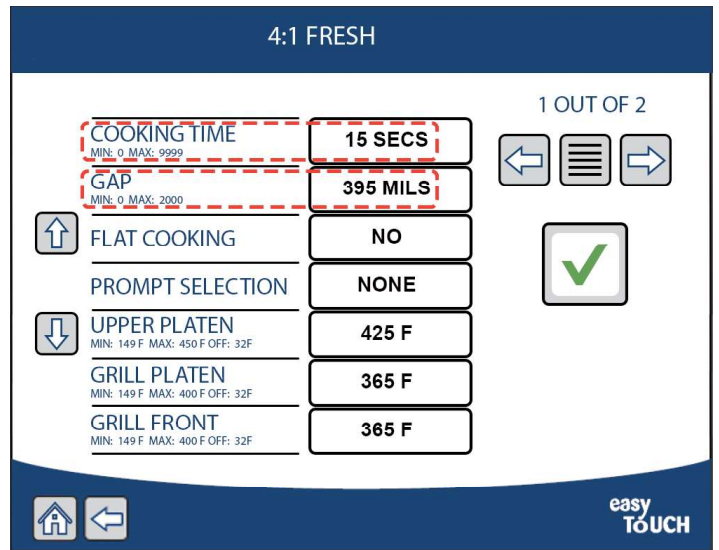 4:1 FRESH
1 OUT OF 2
COOKING TIME 15 SECS
MIN: 0 MAX: 9999
GAP 395 MILS
MIN: 0 MAX: 2000
FLAT COOKING NO
PROMPT SELECTION NONE
UPPER PLATEN 425 F
MIN: 149 F MAX: 450 F OFF: 32F
GRILL PLATEN 365 F
MIN: 149 F MAX: 400 F OFF: 32F
GRILL FRONT 365 F
MIN: 149 F MAX: 400 F OFF: 32F
easy
TOUCH